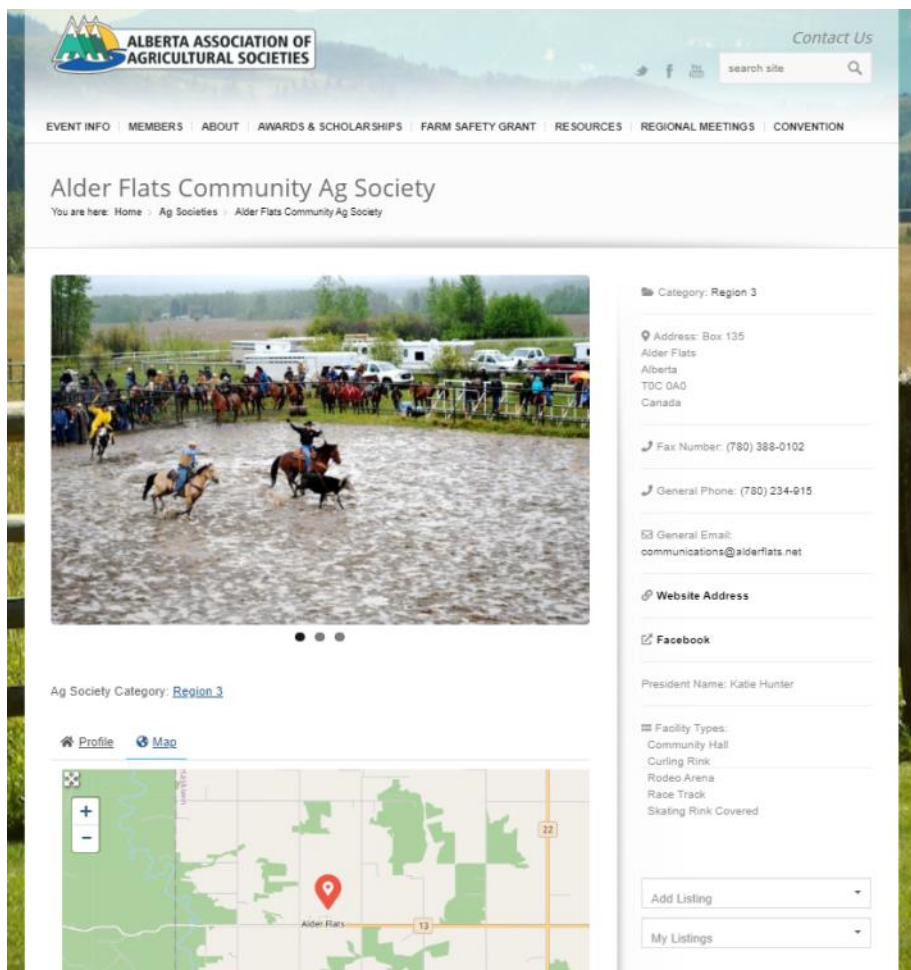 ALBERTA ASSOCIATION OF
AGRICULTURAL SOCIETIES
Contact Us
search site
EVENT INFO
MEMBERS
ABOUT
AWARDS & SCHOLARSHIPS
FARM SAFETY GRANT
RESOURCES
REGIONAL MEETINGS
CONVENTION
Alder Flats Community Ag Society
You are here: Home > Ag Societies > Alder Flats Community Ag Society
Category: Region 3
Address: Box 135
Alder Flats
Alberta
T0C 0A0
Canada
Fax Number: (780) 388-0102
General Phone: (780) 234-915
General Email:
communications@alderflats.net
Website Address
Facebook
President Name: Katie Hunter
Facility Types:
Community Hall
Curling Rink
Rodeo Arena
Race Track
Skating Rink Covered
Add Listing
My Listings
Ag Society Category: Region 3
Profile
Map
+
−
22
Alder Flats
13